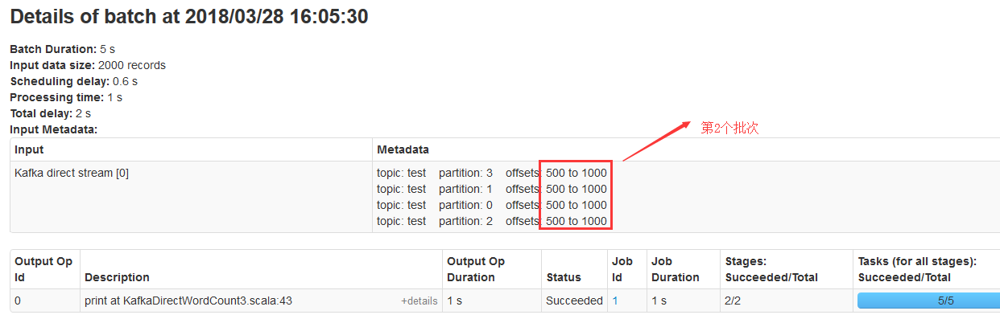 Details of batch at 2018/03/28 16:05:30
Batch Duration: 5 s
Input data size: 2000 records
Scheduling delay: 0.6 s
Processing time: 1 s
Total delay: 2 s
Input Metadata:
第2个批次
Input Metadata
Kafka direct stream [0] topic: test partition: 3 offsets: 500 to 1000
topic: test partition: 1 offsets: 500 to 1000
topic: test partition: 0 offsets: 500 to 1000
topic: test partition: 2 offsets: 500 to 1000
Output Op Id Description Output Op Duration Status Job Id Job Duration Stages: Succeeded/Total Tasks (for all stages): Succeeded/Total
0 print at KafkaDirectWordCount3.scala:43 +details 1 s Succeeded 1 1 s 2/2 5/5